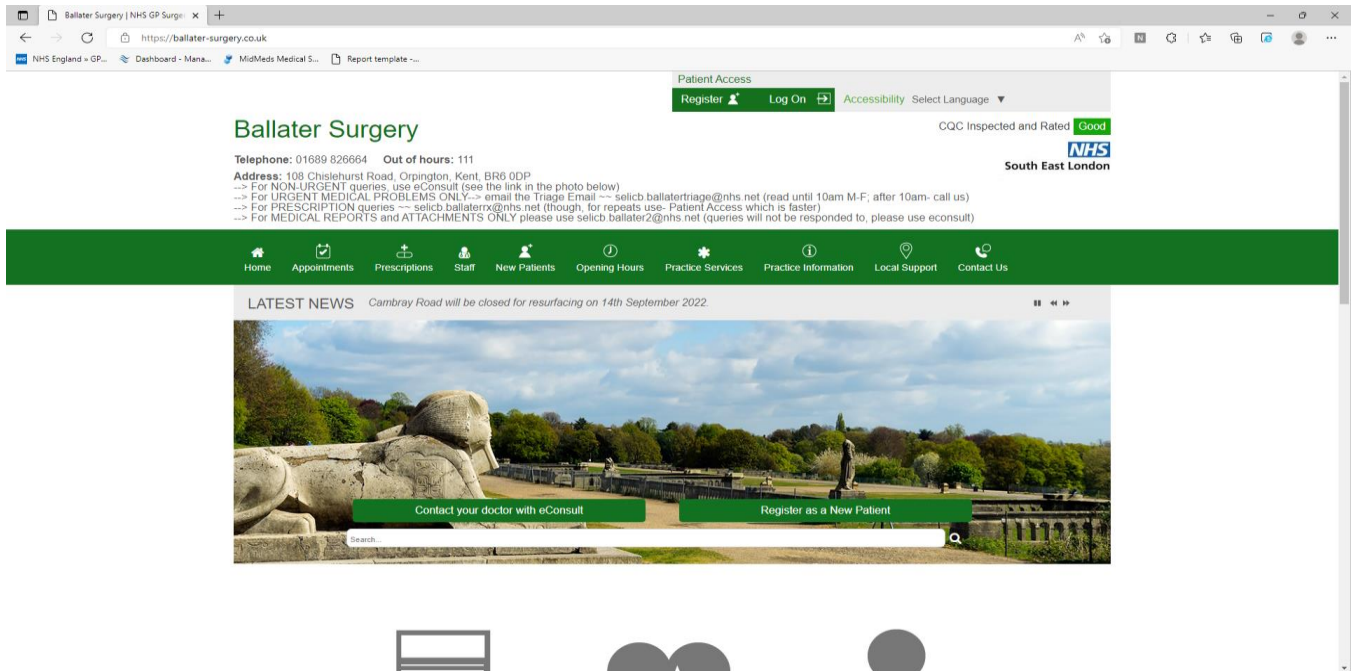 Ballater Surgery | NHS GP Surge
https://ballater-surgery.co.uk
NHS England » GP... Dashboard - Mana... MidMeds Medical S... Report template -...
Patient Access
Register Log On Accessibility Select Language ▼
Ballater Surgery
CQC Inspected and Rated Good
NHS
South East London
Telephone: 01689 826664 Out of hours: 111
Address: 108 Chislehurst Road, Orpington, Kent, BR6 0DP
--> For NON-URGENT queries, use eConsult (see the link in the photo below)
--> For URGENT MEDICAL PROBLEMS ONLY--> email the Triage Email ~~ selicb.ballatertriage@nhs.net (read until 10am M-F; after 10am- call us)
--> For PRESCRIPTION queries ~~ selicb.ballaterrx@nhs.net (though, for repeats use- Patient Access which is faster)
--> For MEDICAL REPORTS and ATTACHMENTS ONLY please use selicb.ballater2@nhs.net (queries will not be responded to, please use econsult)
Home Appointments Prescriptions Staff New Patients Opening Hours Practice Services Practice Information Local Support Contact Us
LATEST NEWS Cambray Road will be closed for resurfacing on 14th September 2022.
Contact your doctor with eConsult Register as a New Patient
Search...